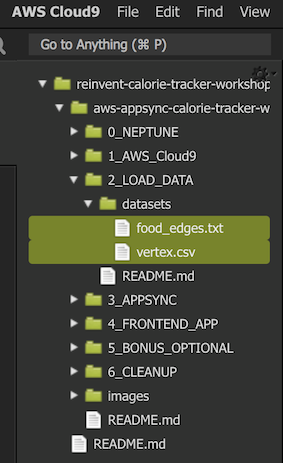 AWS Cloud9 File Edit Find View
Go to Anything (⌘ P)
reinvent-calorie-tracker-workshop
aws-appsync-calorie-tracker-w
0_NEPTUNE
1_AWS_Cloud9
2_LOAD_DATA
datasets
food_edges.txt
vertex.csv
README.md
3_APPSYNC
4_FRONTEND_APP
5_BONUS_OPTIONAL
6_CLEANUP
images
README.md
README.md